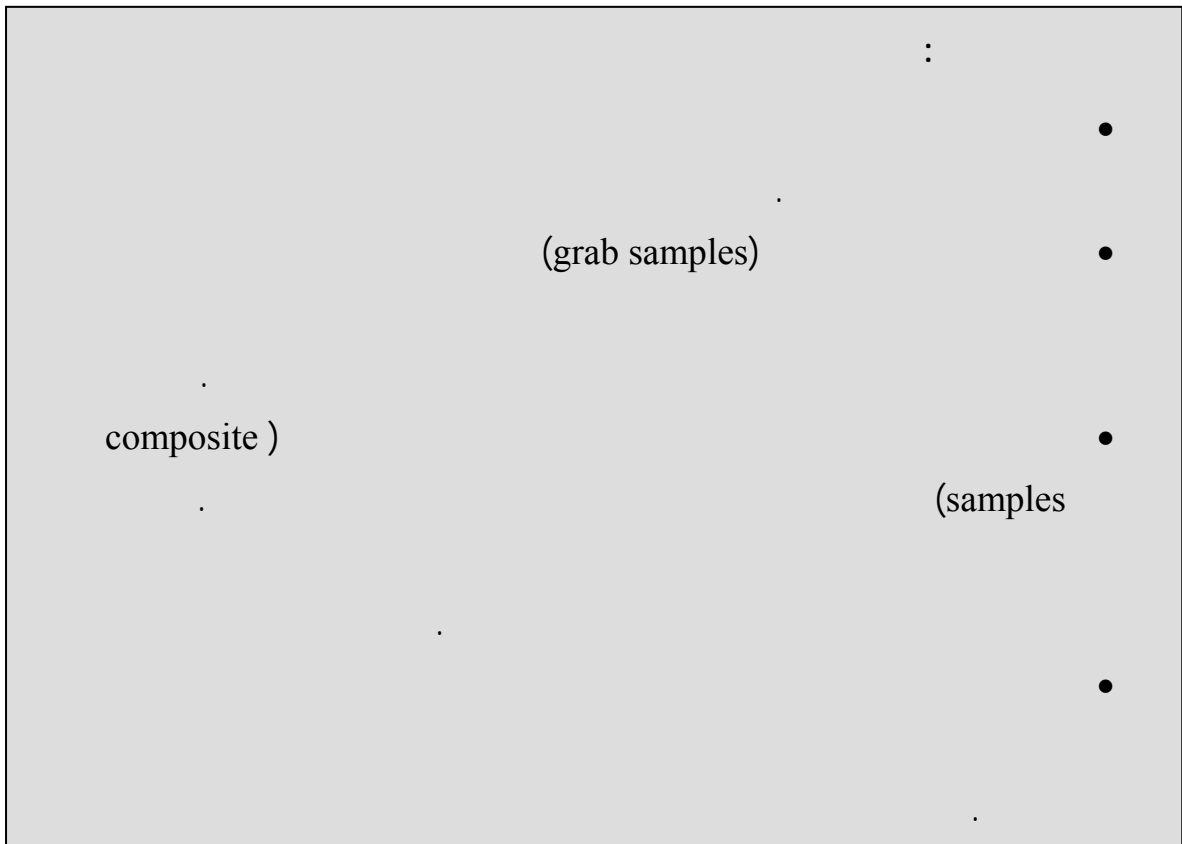 :
•
.
• (grab samples)
.
• composite )
(samples .
.
•
.